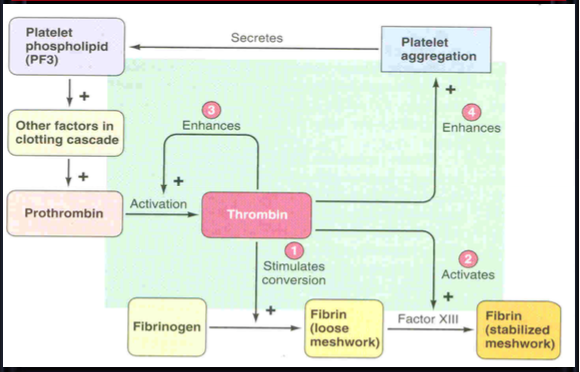 Platelet
phospholipid
(PF3)
Secretes
Platelet
aggregation
+
+
Other factors in
clotting cascade
3
Enhances
4
Enhances
+
+
Prothrombin
Activation
Thrombin
1
Stimulates
conversion
2
Activates
+
+
Fibrinogen
Fibrin
(loose
meshwork)
Factor XIII
Fibrin
(stabilized
meshwork)